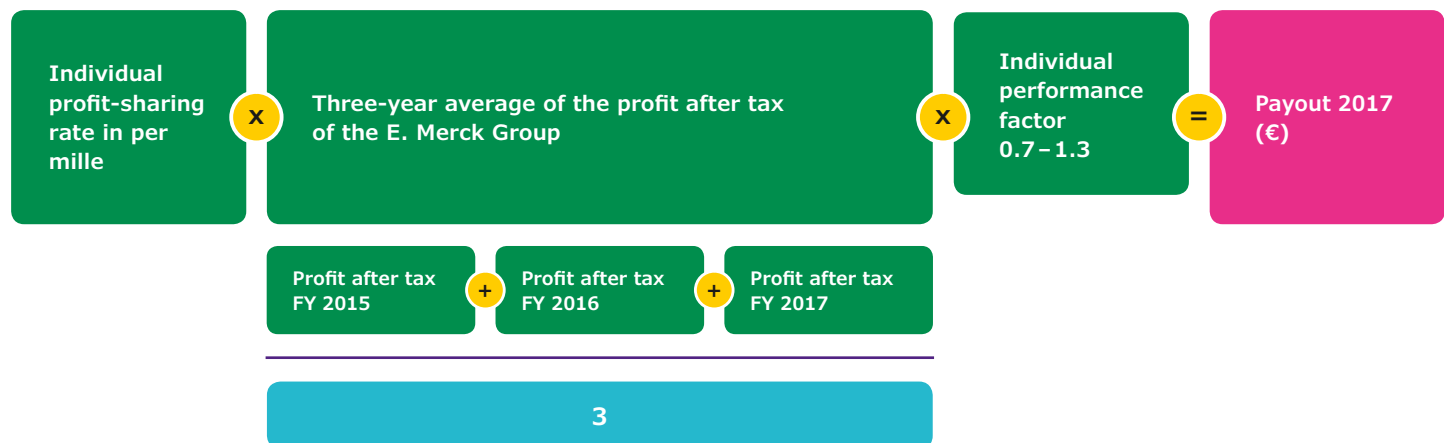 Individual
profit-sharing
rate in per
mille
x
Three-year average of the profit after tax
of the E. Merck Group
x
Individual
performance
factor
0.7 – 1.3
=
Payout 2017
(€)
Profit after tax
FY 2015
+
Profit after tax
FY 2016
+
Profit after tax
FY 2017
3